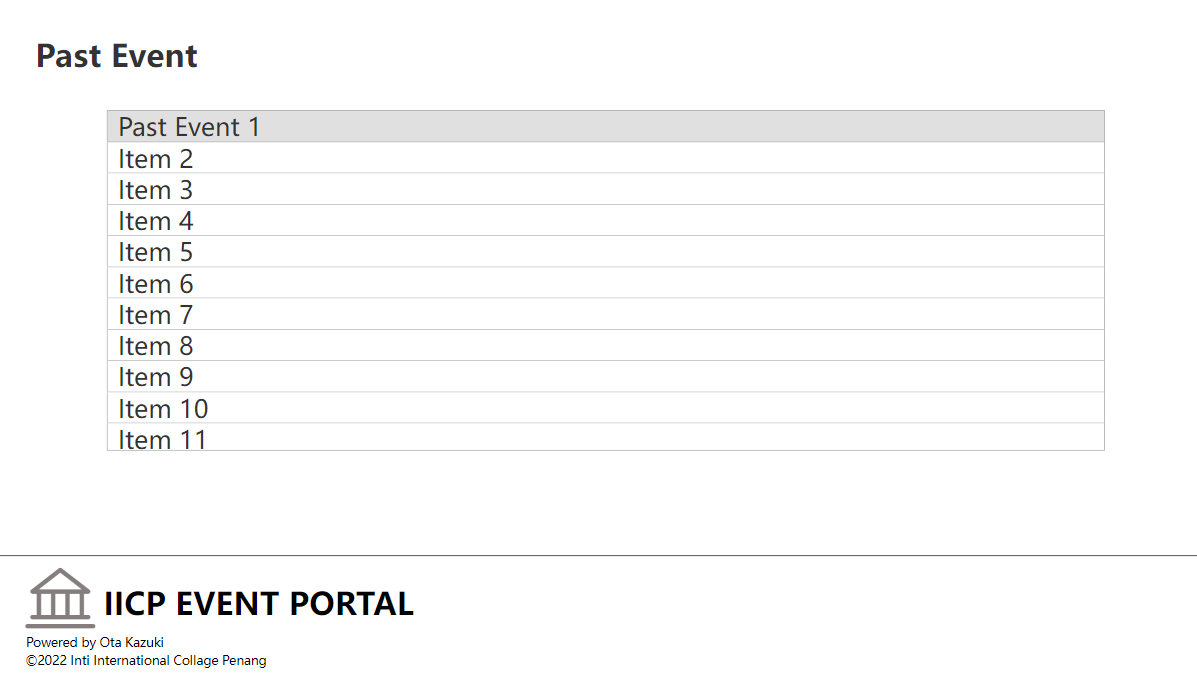 Past Event
Past Event 1
Item 2
Item 3
Item 4
Item 5
Item 6
Item 7
Item 8
Item 9
Item 10
Item 11
IICP EVENT PORTAL
Powered by Ota Kazuki
©2022 Inti International Collage Penang